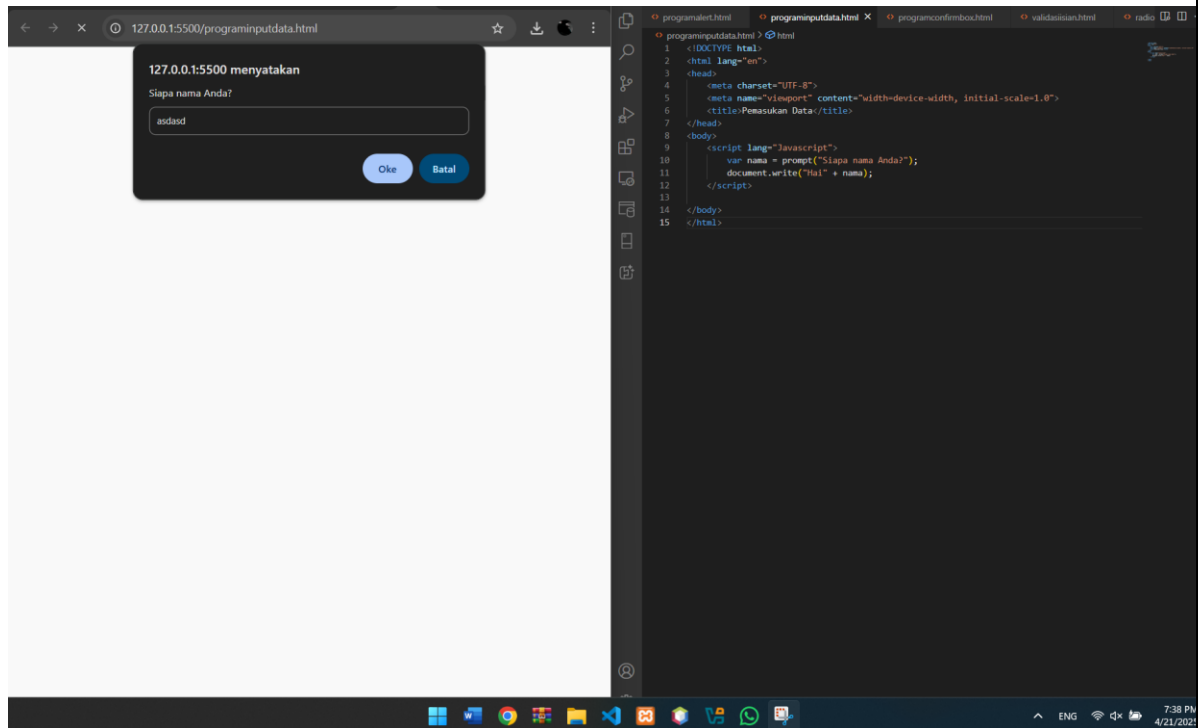 127.0.0.1:5500/programinputdata.html
127.0.0.1:5500 menyatakan
Siapa nama Anda?
asdasd
Oke
Batal
programalert.html
programinputdata.html
programconfirmbox.html
validasiisian.html
radio
programinputdata.html > html
1 <!DOCTYPE html>
2 <html lang="en">
3 <head>
4 <meta charset="UTF-8">
5 <meta name="viewport" content="width=device-width, initial-scale=1.0">
6 <title>Pemasukan Data</title>
7 </head>
8 <body>
9 <script lang="Javascript">
10 var nama = prompt("Siapa nama Anda?");
11 document.write("Hai" + nama);
12 </script>
13
14 </body>
15 </html>
ENG
7:38 PM
4/21/2025